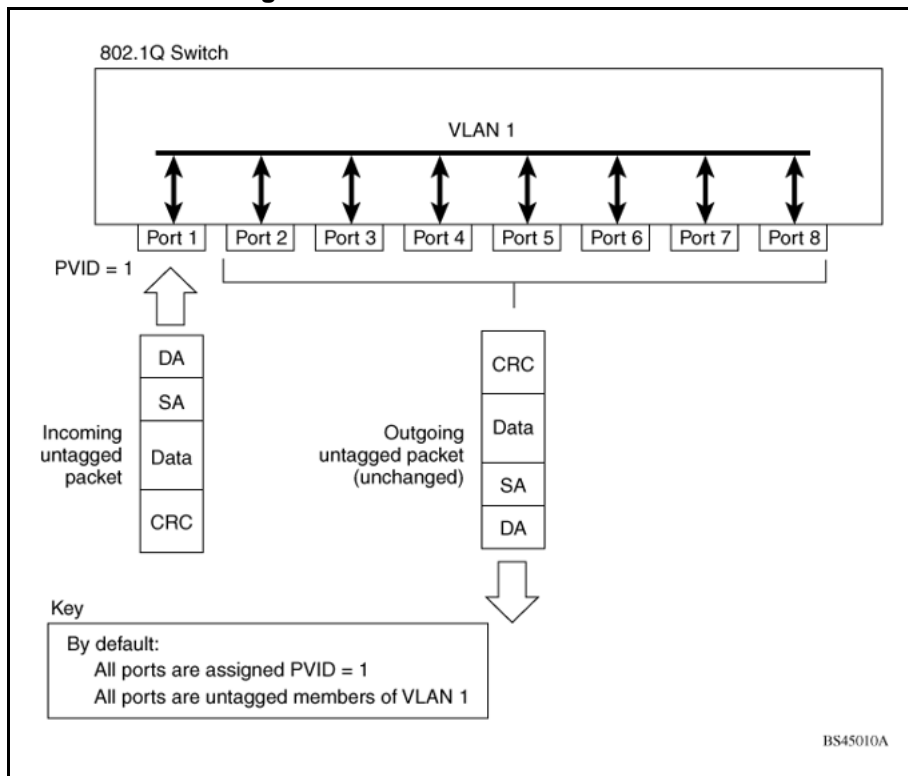 802.1Q Switch
VLAN 1
Port 1 Port 2 Port 3 Port 4 Port 5 Port 6 Port 7 Port 8
PVID = 1
Incoming
untagged
packet
DA
SA
Data
CRC
Outgoing
untagged packet
(unchanged)
CRC
Data
SA
DA
Key
By default:
All ports are assigned PVID = 1
All ports are untagged members of VLAN 1
BS45010A